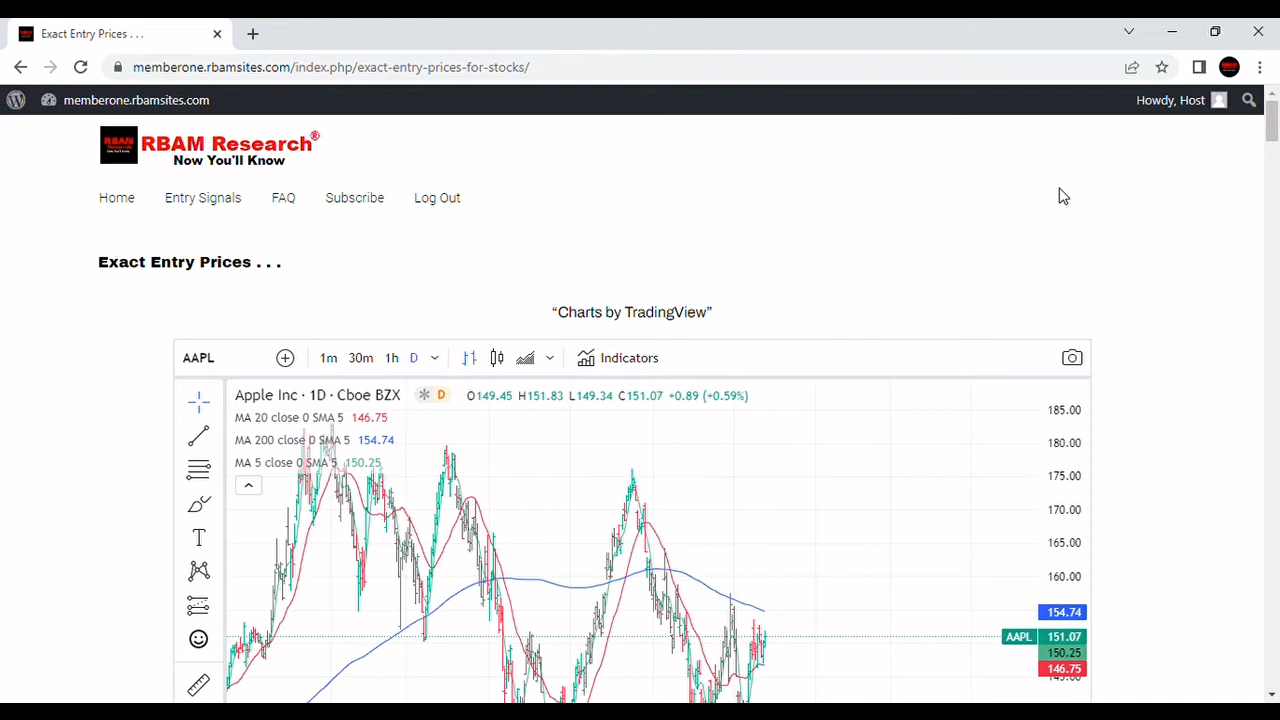 Exact Entry Prices . . .
memberone.rbamsites.com/index.php/exact-entry-prices-for-stocks/
memberone.rbamsites.com
Howdy, Host
RBAM Research®
Now You'll Know
Home Entry Signals FAQ Subscribe Log Out
Exact Entry Prices . . .
“Charts by TradingView”
AAPL 1m 30m 1h D Indicators
Apple Inc · 1D · Cboe BZX D O149.45 H151.83 L149.34 C151.07 +0.89 (+0.59%)
MA 20 close 0 SMA 5 146.75
MA 200 close 0 SMA 5 154.74
MA 5 close 0 SMA 5 150.25
185.00
180.00
175.00
170.00
165.00
160.00
154.74
AAPL 151.07
150.25
146.75